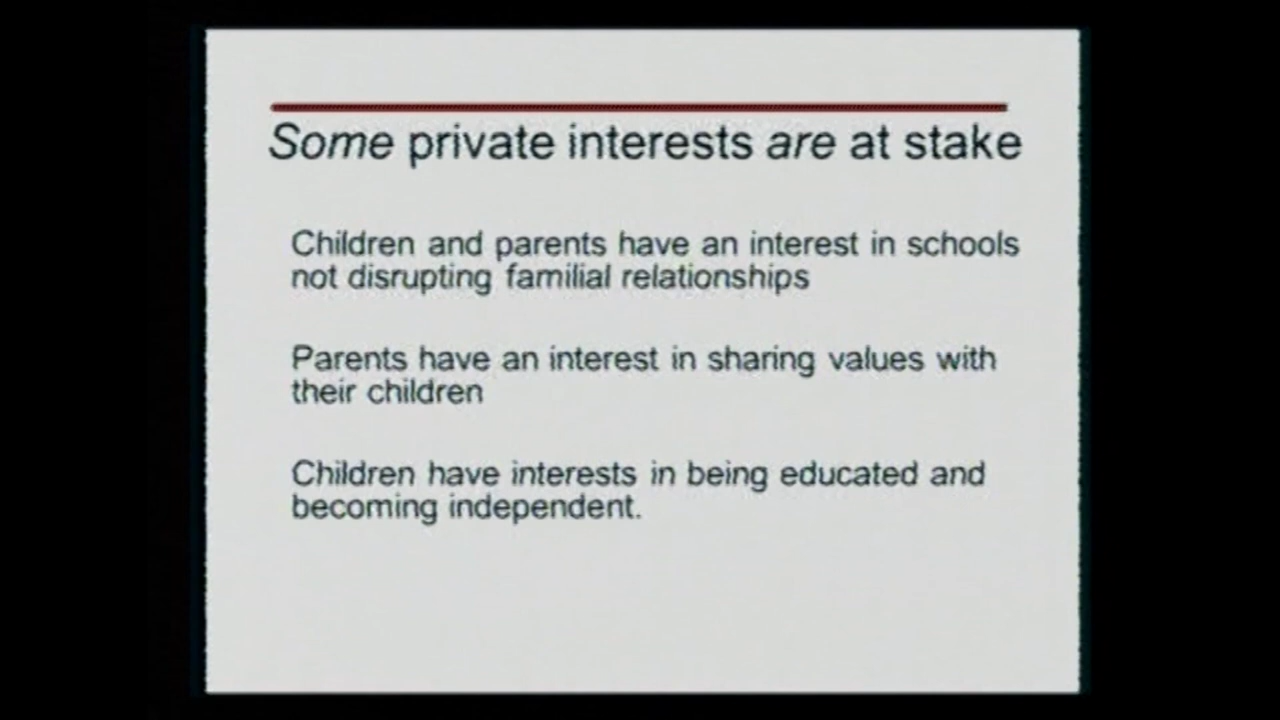 Some private interests are at stake
Children and parents have an interest in schools
not disrupting familial relationships
Parents have an interest in sharing values with
their children
Children have interests in being educated and
becoming independent.